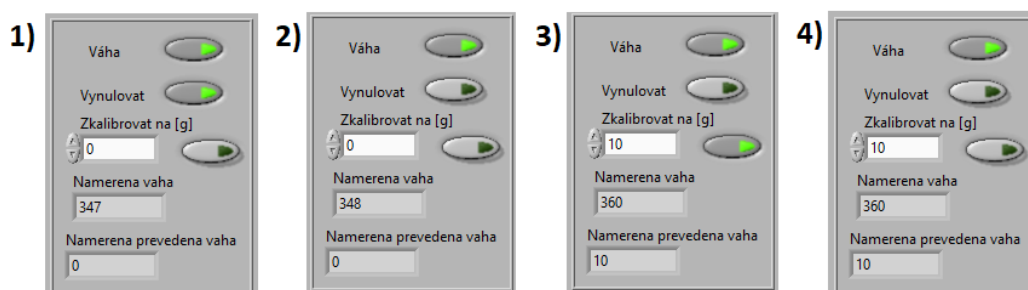 1)
Váha
Vynulovat
Zkalibrovat na [g]
0
Namerena vaha
347
Namerena prevedena vaha
0
2)
Váha
Vynulovat
Zkalibrovat na [g]
0
Namerena vaha
348
Namerena prevedena vaha
0
3)
Váha
Vynulovat
Zkalibrovat na [g]
10
Namerena vaha
360
Namerena prevedena vaha
10
4)
Váha
Vynulovat
Zkalibrovat na [g]
10
Namerena vaha
360
Namerena prevedena vaha
10